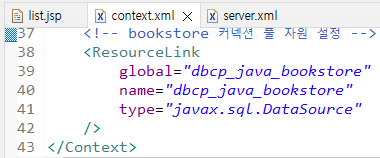 list.jsp context.xml server.xml
37 <!-- bookstore 커넥션 풀 자원 설정 -->
38 <ResourceLink
39 global="dbcp_java_bookstore"
40 name="dbcp_java_bookstore"
41 type="javax.sql.DataSource"
42 />
43 </Context>